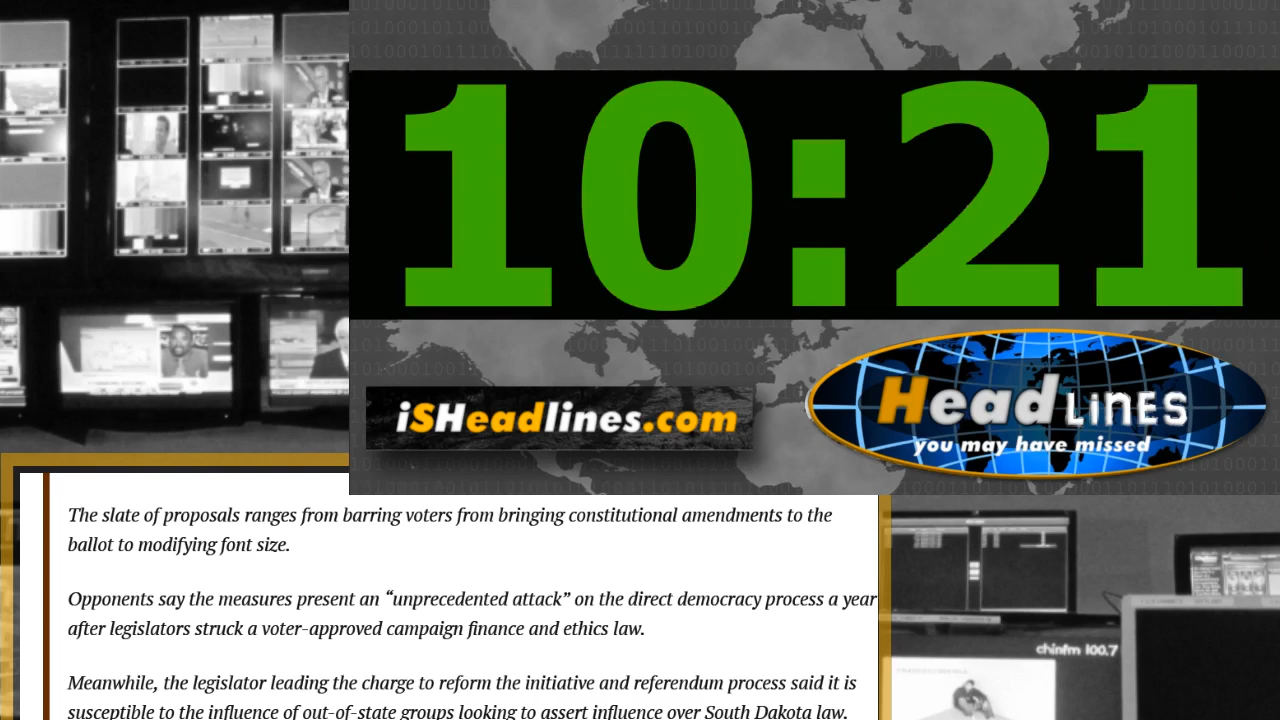 10:21
iSHeadlines.com
HeadLINES
you may have missed
The slate of proposals ranges from barring voters from bringing constitutional amendments to the
ballot to modifying font size.
Opponents say the measures present an “unprecedented attack” on the direct democracy process a year
after legislators struck a voter-approved campaign finance and ethics law.
Meanwhile, the legislator leading the charge to reform the initiative and referendum process said it is
susceptible to the influence of out-of-state groups looking to assert influence over South Dakota law.
chinfm 100.7